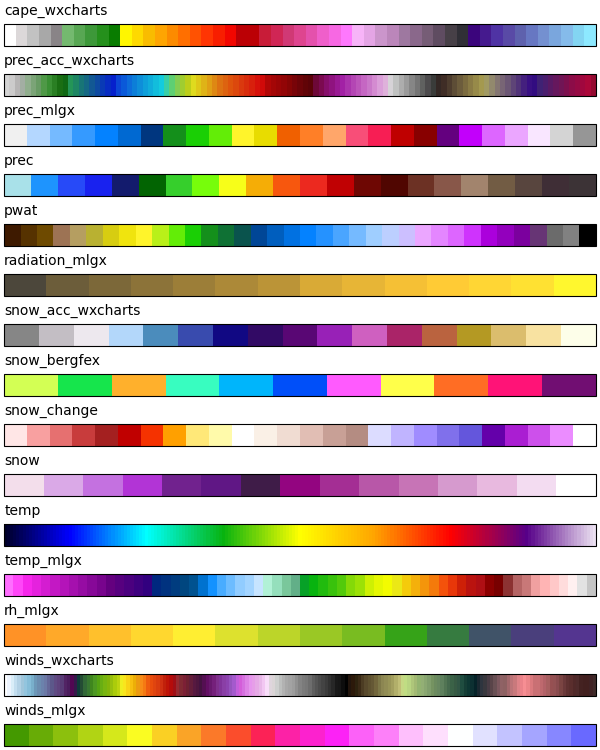 cape_wxcharts
prec_acc_wxcharts
prec_mlgx
prec
pwat
radiation_mlgx
snow_acc_wxcharts
snow_bergfex
snow_change
snow
temp
temp_mlgx
rh_mlgx
winds_wxcharts
winds_mlgx